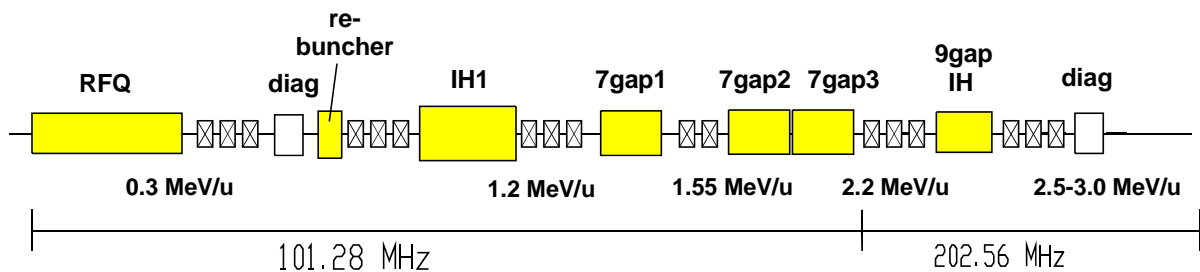 re-
buncher
RFQ
diag
IH1
7gap1
7gap2
7gap3
9gap
IH
diag
0.3 MeV/u
1.2 MeV/u
1.55 MeV/u
2.2 MeV/u
2.5-3.0 MeV/u
101.28 MHz
202.56 MHz